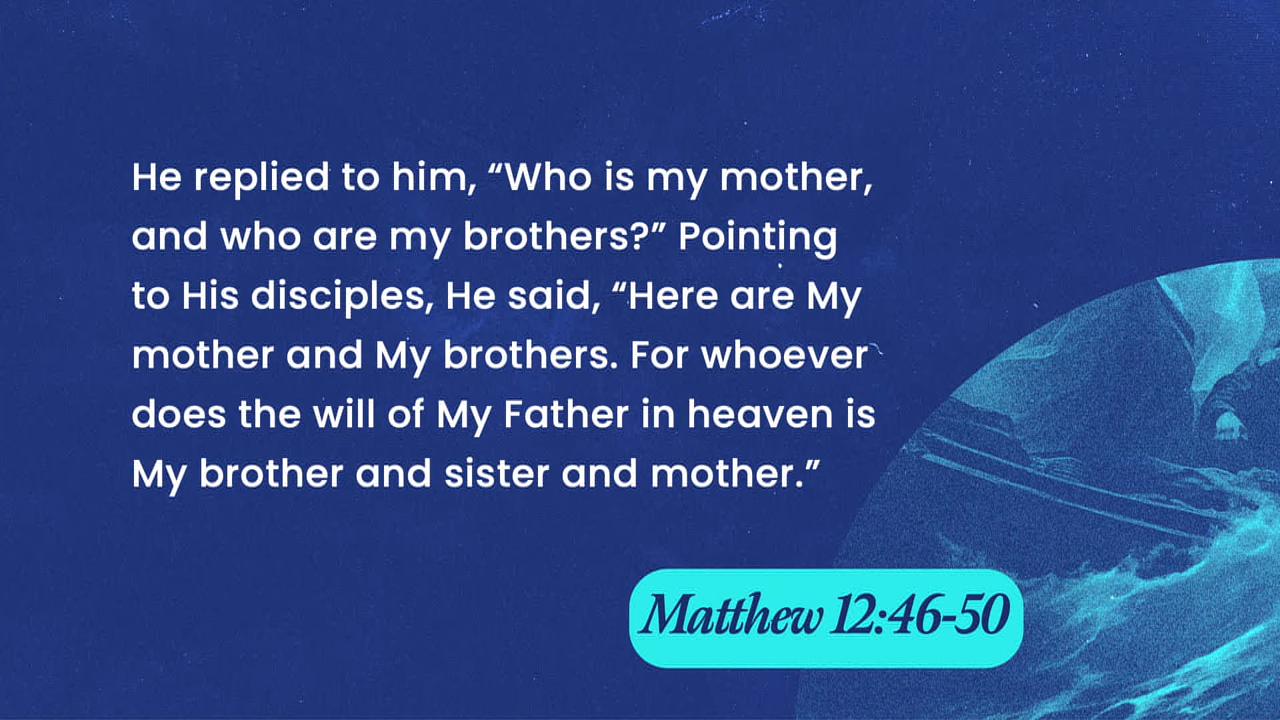 He replied to him, “Who is my mother,
and who are my brothers?” Pointing
to His disciples, He said, “Here are My
mother and My brothers. For whoever
does the will of My Father in heaven is
My brother and sister and mother.”
Matthew 12:46-50